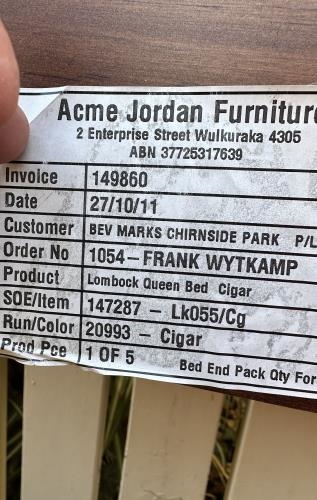 Acme Jordan Furniture
2 Enterprise Street Wulkuraka 4305
ABN 37725317639
Invoice 149860
Date 27/10/11
Customer BEV MARKS CHIRNSIDE PARK P/L
Order No 1054-FRANK WYTKAMP
Product Lombock Queen Bed Cigar
SOE/Item 147287 - Lk055/Cg
Run/Color 20993 - Cigar
Prod Pce 1 OF 5 Bed End Pack Qty For